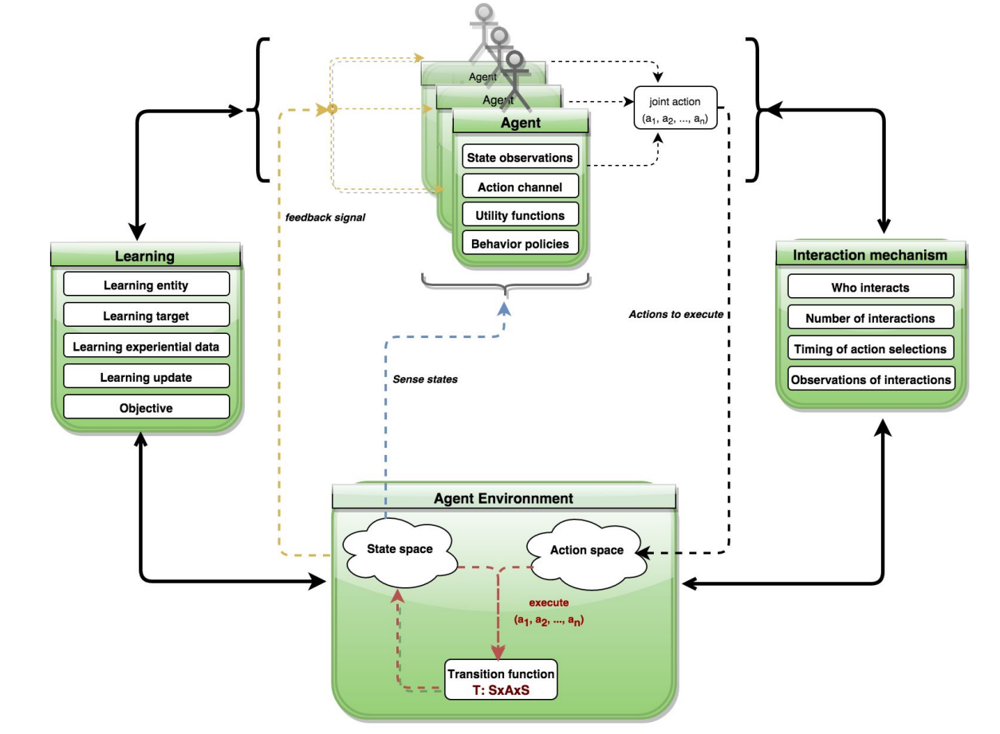 Agent
Agent
Agent
State observations
Action channel
Utility functions
Behavior policies
joint action
(a1, a2, ..., an)
feedback signal
Learning
Learning entity
Learning target
Learning experiential data
Learning update
Objective
Interaction mechanism
Who interacts
Number of interactions
Timing of action selections
Observations of interactions
Actions to execute
Sense states
Agent Environnment
State space
Action space
execute
(a1, a2, ..., an)
Transition function
T: SxAxS